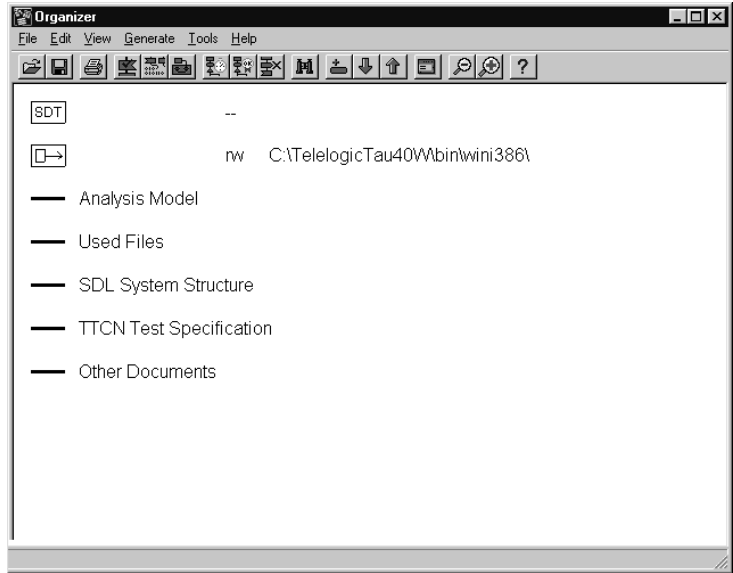 Organizer
File Edit View Generate Tools Help
SDT --
rw C:\TelelogicTau40W\bin\wini386\
Analysis Model
Used Files
SDL System Structure
TTCN Test Specification
Other Documents